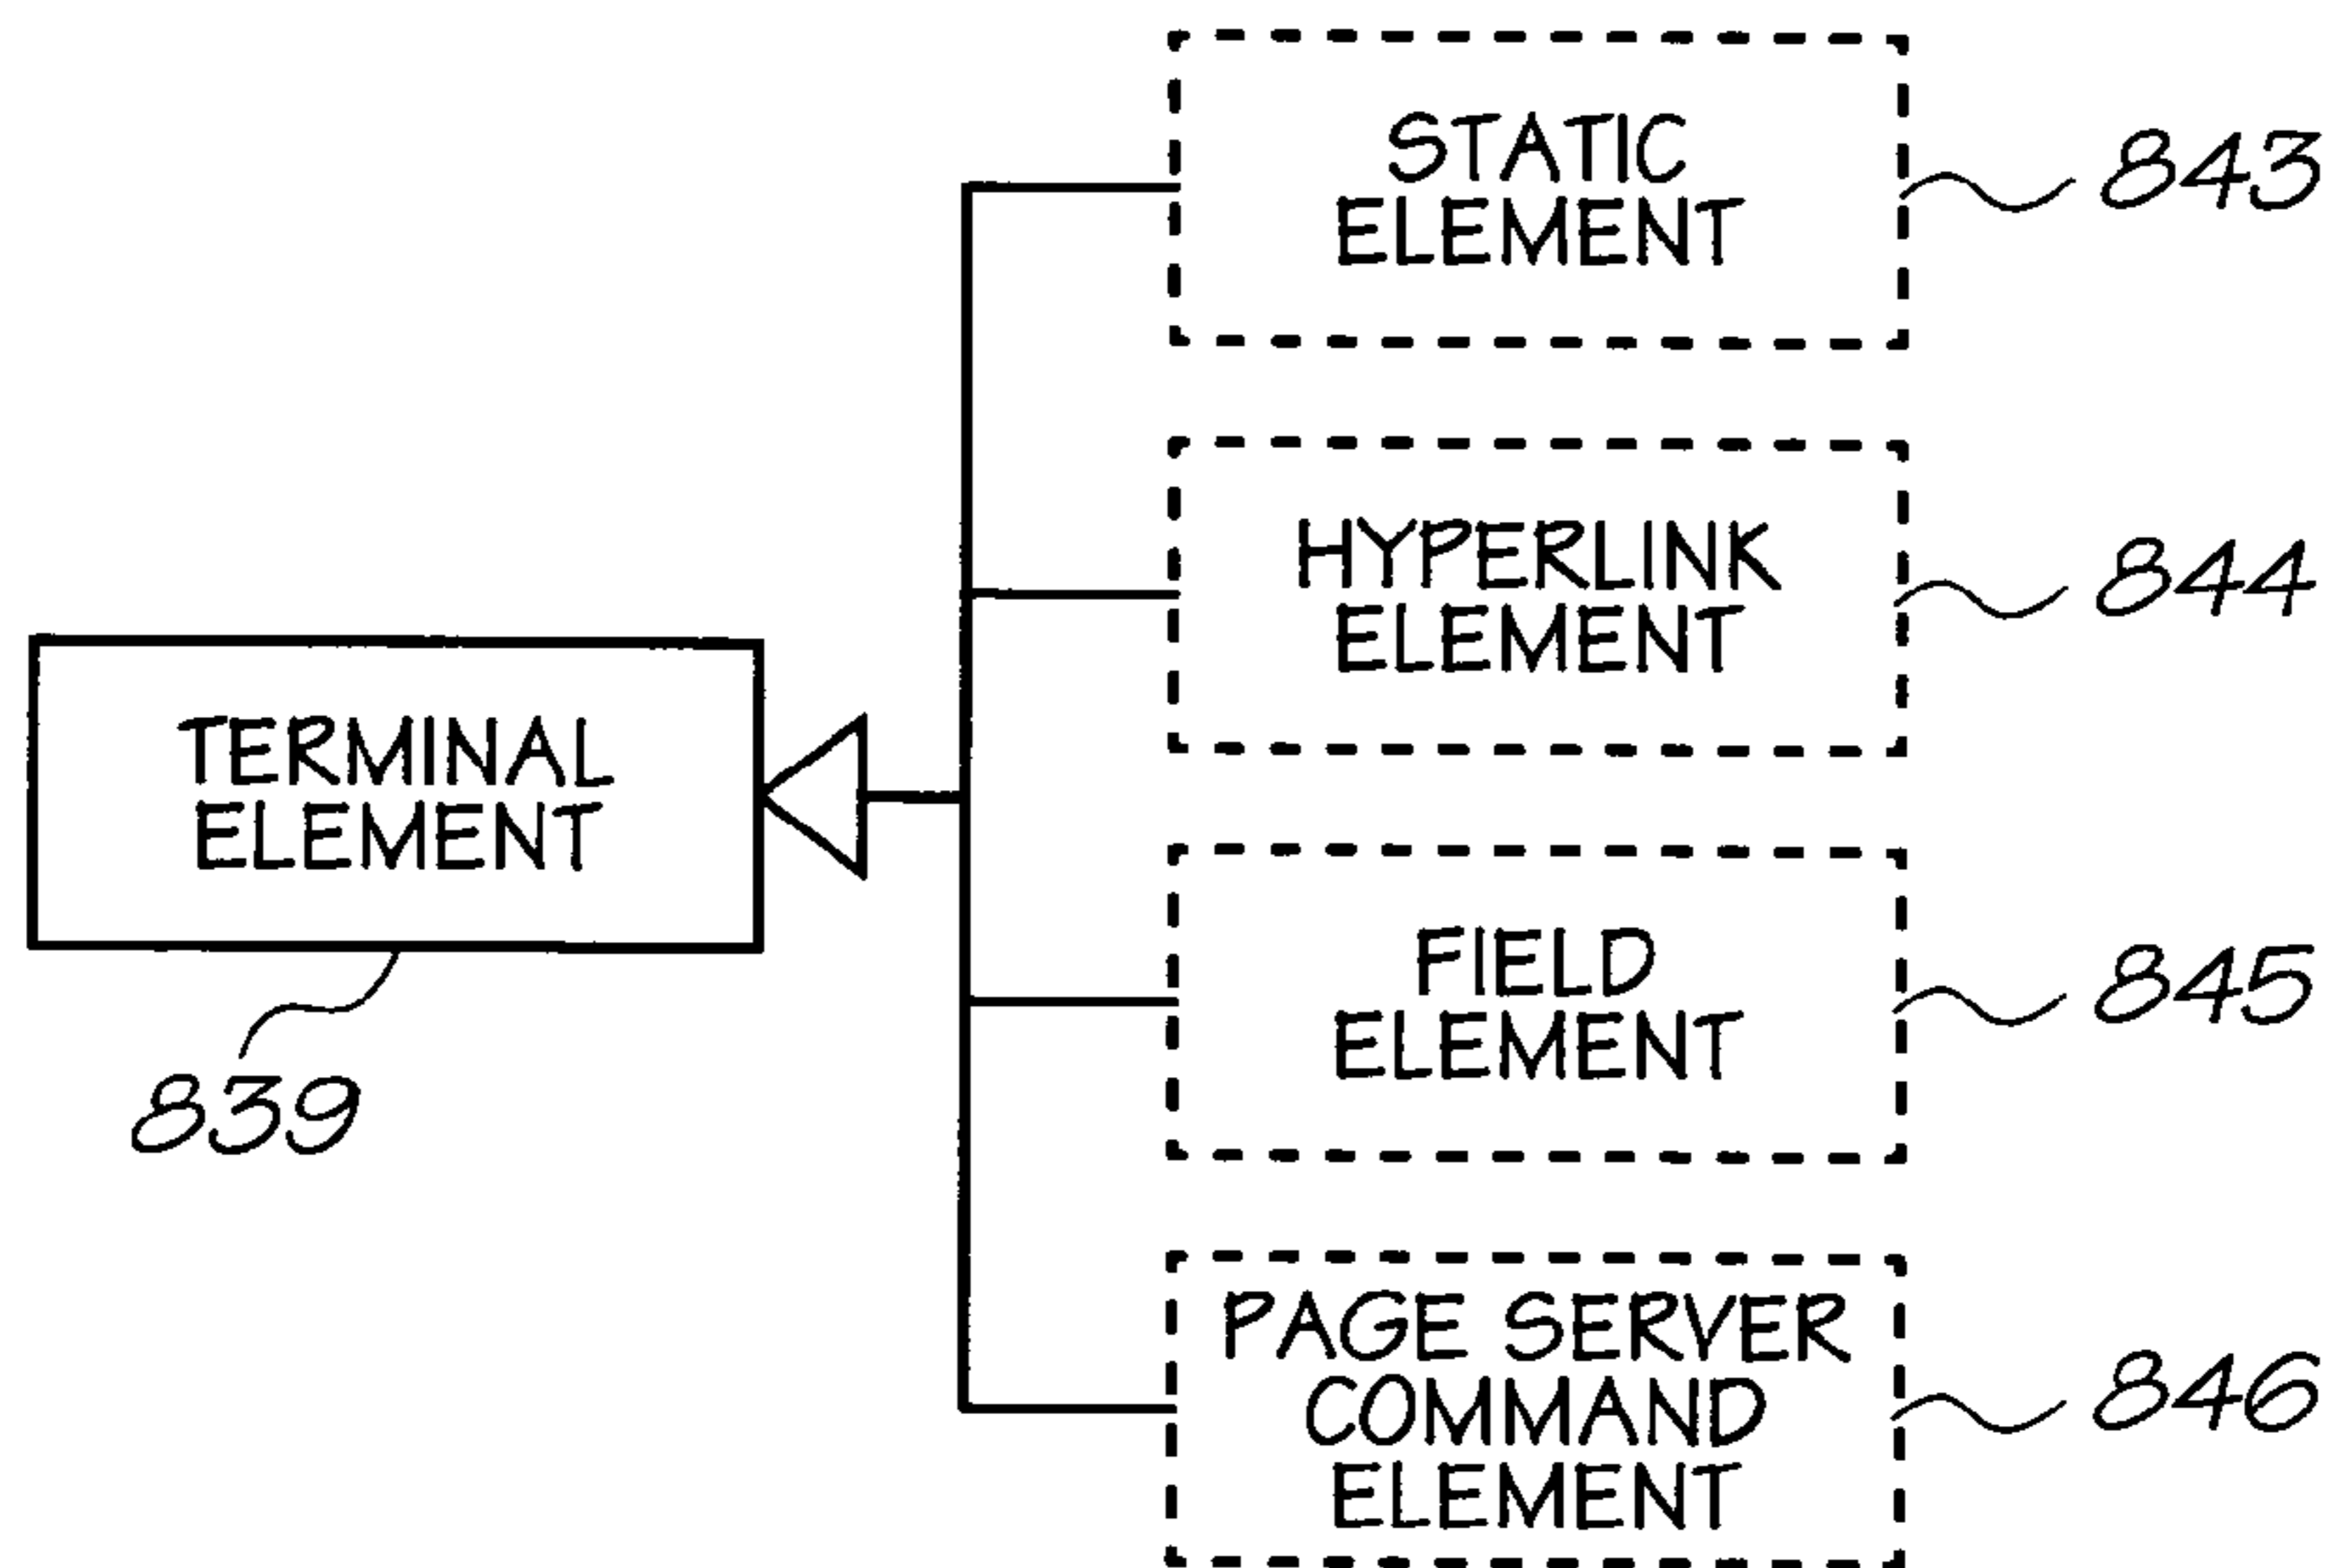 STATIC
ELEMENT
843
HYPERLINK
ELEMENT
844
TERMINAL
ELEMENT
839
FIELD
ELEMENT
845
PAGE SERVER
COMMAND
ELEMENT
846